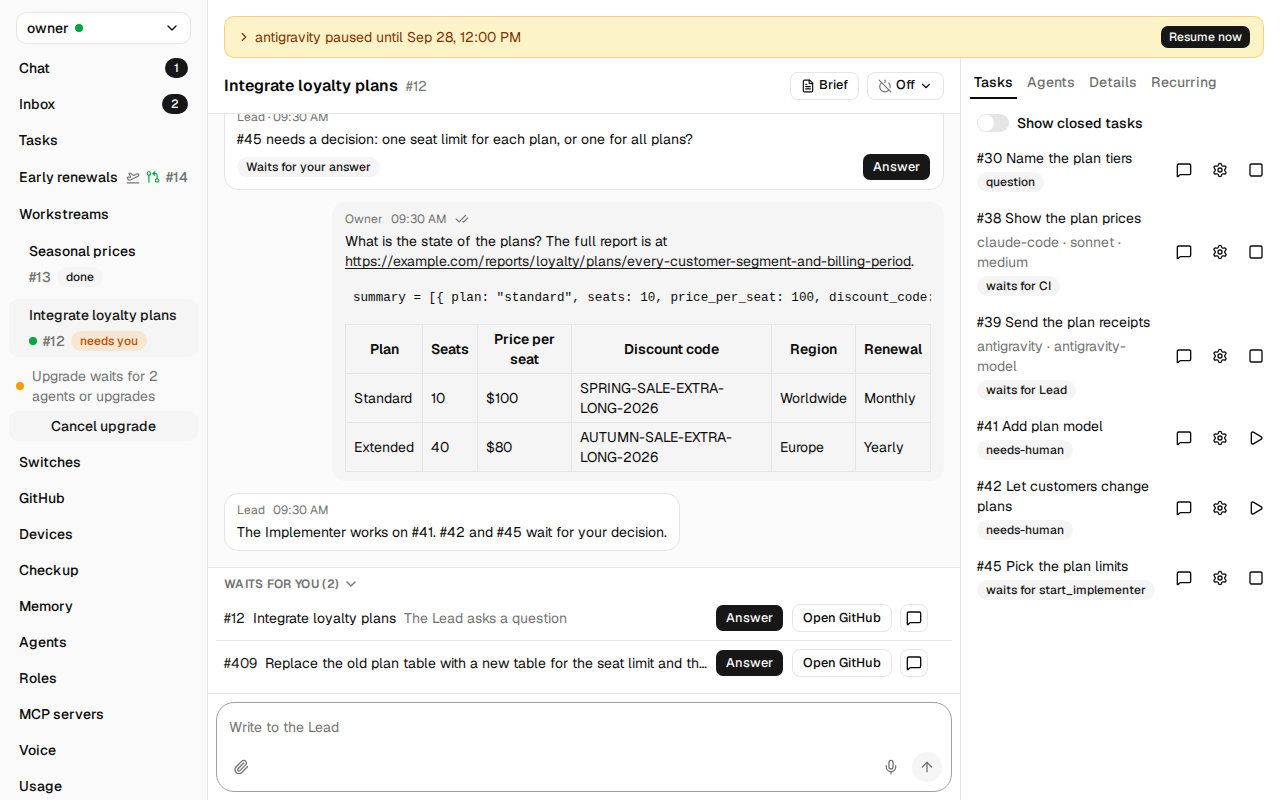 owner
Chat 1
Inbox 2
Tasks
Early renewals #14
Workstreams
Seasonal prices
#13 done
Integrate loyalty plans
#12 needs you
Upgrade waits for 2
agents or upgrades
Cancel upgrade
Switches
GitHub
Devices
Checkup
Memory
Agents
Roles
MCP servers
Voice
Usage
antigravity paused until Sep 28, 12:00 PM
Resume now
Integrate loyalty plans #12
Brief
Off
Lead · 09:30 AM
#45 needs a decision: one seat limit for each plan, or one for all plans?
Waits for your answer
Answer
Owner 09:30 AM
What is the state of the plans? The full report is at
https://example.com/reports/loyalty/plans/every-customer-segment-and-billing-period.
summary = [{ plan: "standard", seats: 10, price_per_seat: 100, discount_code:
Plan Seats Price per seat Discount code Region Renewal
Standard 10 $100 SPRING-SALE-EXTRA-LONG-2026 Worldwide Monthly
Extended 40 $80 AUTUMN-SALE-EXTRA-LONG-2026 Europe Yearly
Lead 09:30 AM
The Implementer works on #41. #42 and #45 wait for your decision.
WAITS FOR YOU (2)
#12 Integrate loyalty plans The Lead asks a question Answer Open GitHub
#409 Replace the old plan table with a new table for the seat limit and th… Answer Open GitHub
Write to the Lead
Tasks Agents Details Recurring
Show closed tasks
#30 Name the plan tiers
question
#38 Show the plan prices
claude-code · sonnet ·
medium
waits for CI
#39 Send the plan receipts
antigravity · antigravity-
model
waits for Lead
#41 Add plan model
needs-human
#42 Let customers change
plans
needs-human
#45 Pick the plan limits
waits for start_implementer